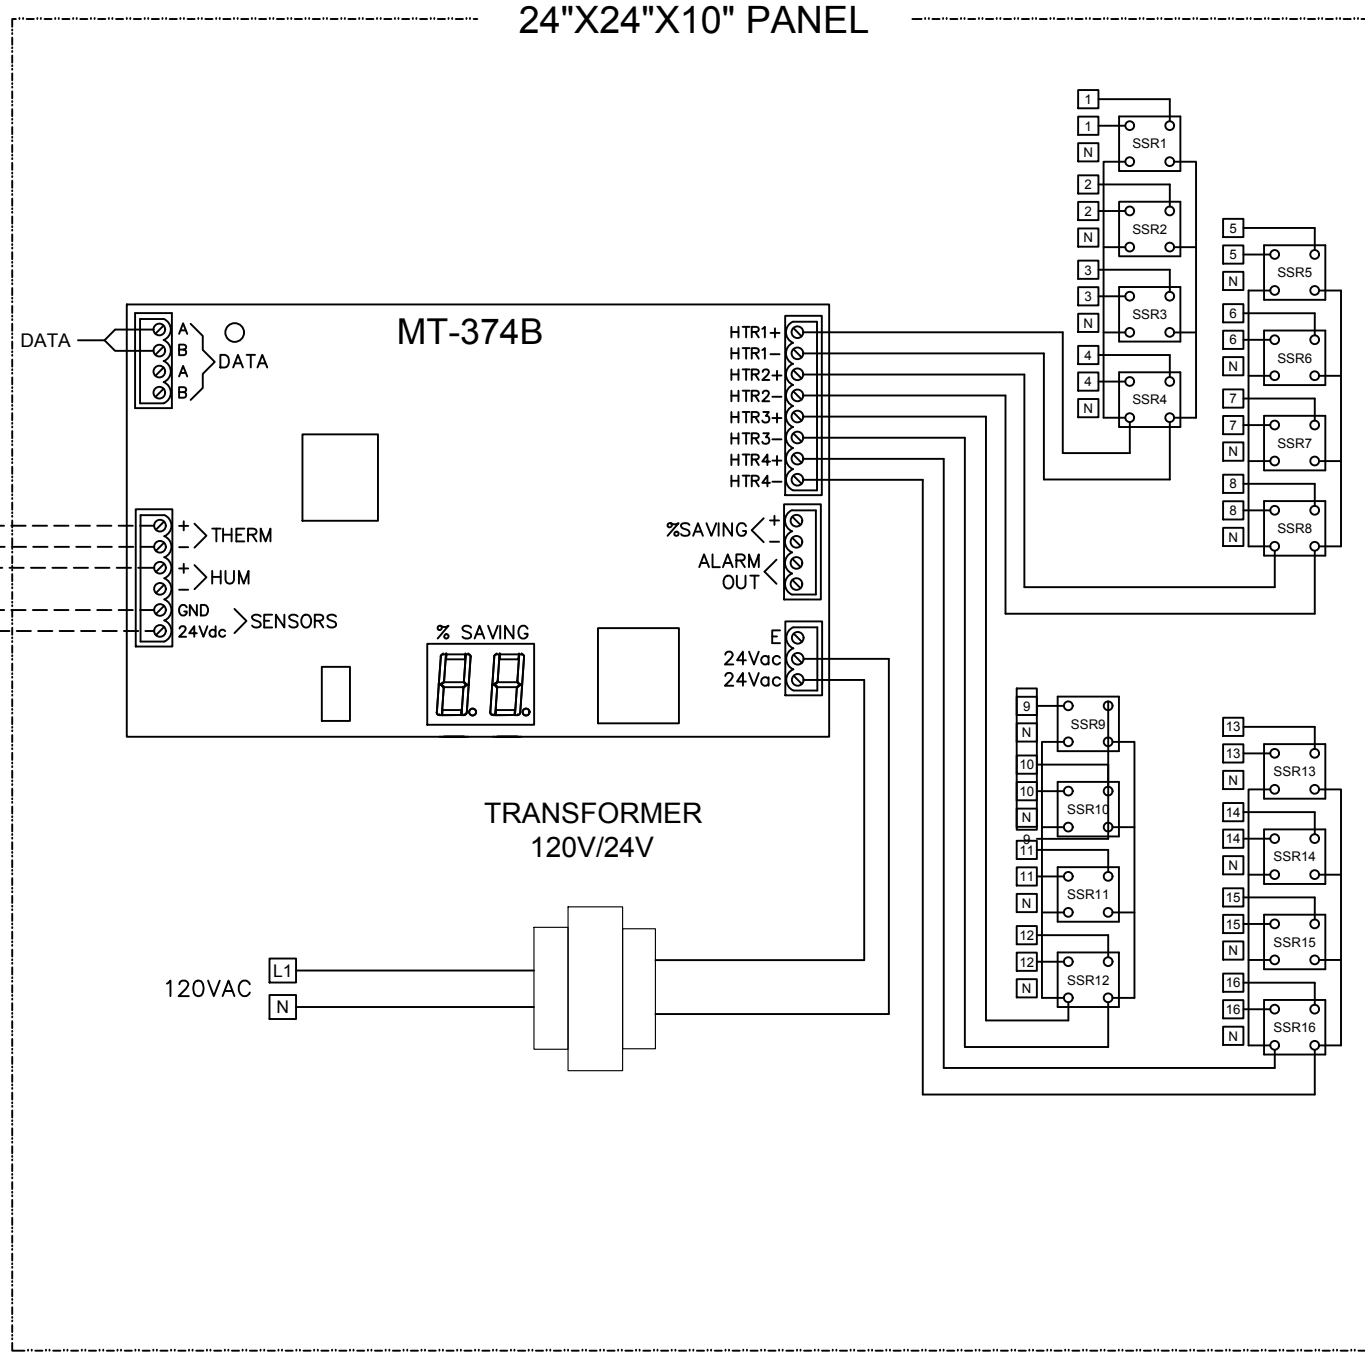 24"X24"X10" PANEL
MT-374B
DATA
A
B
A
B
DATA
+
-
THERM
+
-
HUM
GND
24Vdc
SENSORS
% SAVING
HTR1+
HTR1-
HTR2+
HTR2-
HTR3+
HTR3-
HTR4+
HTR4-
%SAVING
+
-
ALARM
OUT
E
24Vac
24Vac
TRANSFORMER
120V/24V
120VAC
L1
N
1
1
N
SSR1
2
2
N
SSR2
3
3
N
SSR3
4
4
N
SSR4
5
5
N
SSR5
6
6
N
SSR6
7
7
N
SSR7
8
8
N
SSR8
9
N
SSR9
10
10
N
SSR10
9
11
11
N
SSR11
12
12
N
SSR12
13
13
N
SSR13
14
14
N
SSR14
15
15
N
SSR15
16
16
N
SSR16